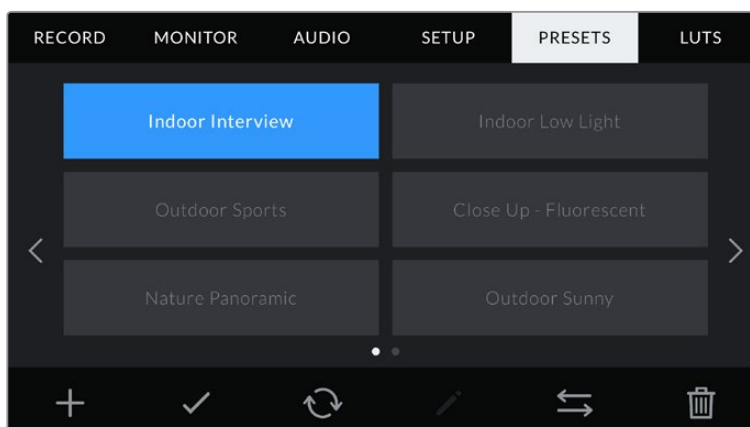 RECORD MONITOR AUDIO SETUP PRESETS LUTS
Indoor Interview Indoor Low Light
Outdoor Sports Close Up - Fluorescent
Nature Panoramic Outdoor Sunny